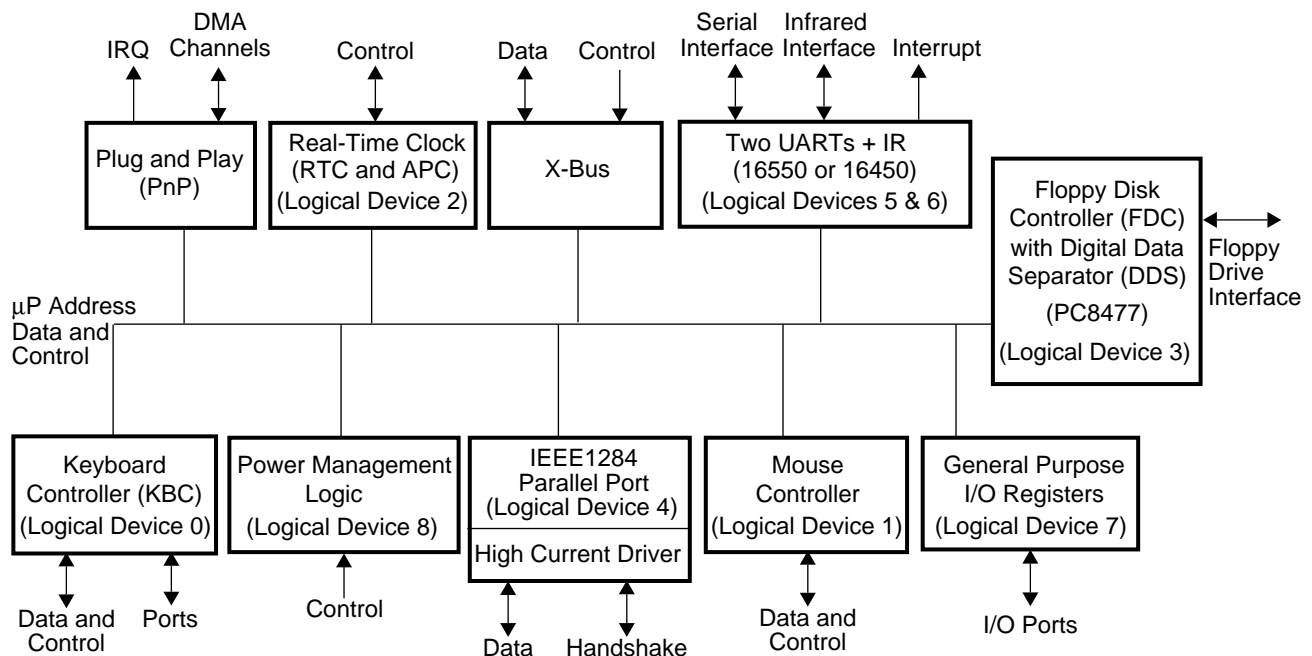 IRQ
DMA
Channels
Control
Data
Control
Serial
Interface
Infrared
Interface
Interrupt
Plug and Play
(PnP)
Real-Time Clock
(RTC and APC)
(Logical Device 2)
X-Bus
Two UARTs + IR
(16550 or 16450)
(Logical Devices 5 & 6)
Floppy Disk
Controller (FDC)
with Digital Data
Separator (DDS)
(PC8477)
(Logical Device 3)
Floppy
Drive
Interface
µP Address
Data and
Control
Keyboard
Controller (KBC)
(Logical Device 0)
Power Management
Logic
(Logical Device 8)
IEEE1284
Parallel Port
(Logical Device 4)
High Current Driver
Mouse
Controller
(Logical Device 1)
General Purpose
I/O Registers
(Logical Device 7)
Data and
Control
Ports
Control
Data
Handshake
Data and
Control
I/O Ports